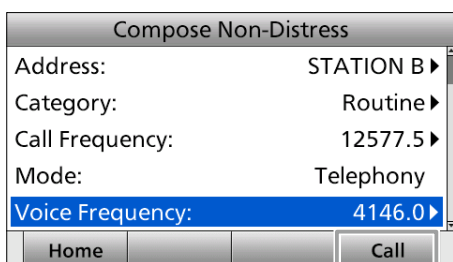 Compose Non-Distress
Address: STATION B
Category: Routine
Call Frequency: 12577.5
Mode: Telephony
Voice Frequency: 4146.0
Home Call